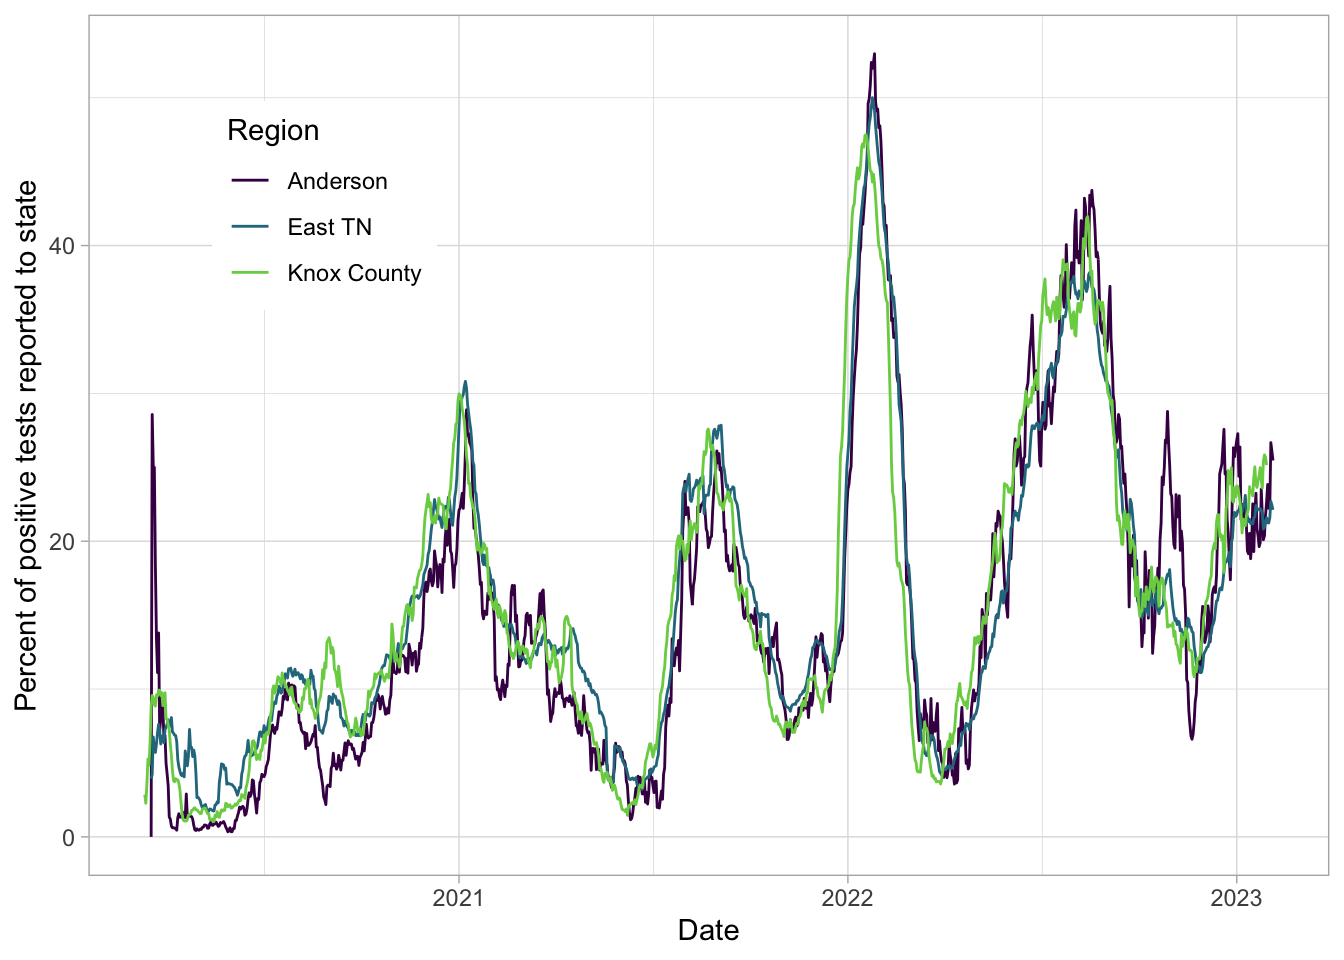 Region
Anderson
East TN
Knox County
Percent of positive tests reported to state
40
20
0
2021
2022
2023
Date